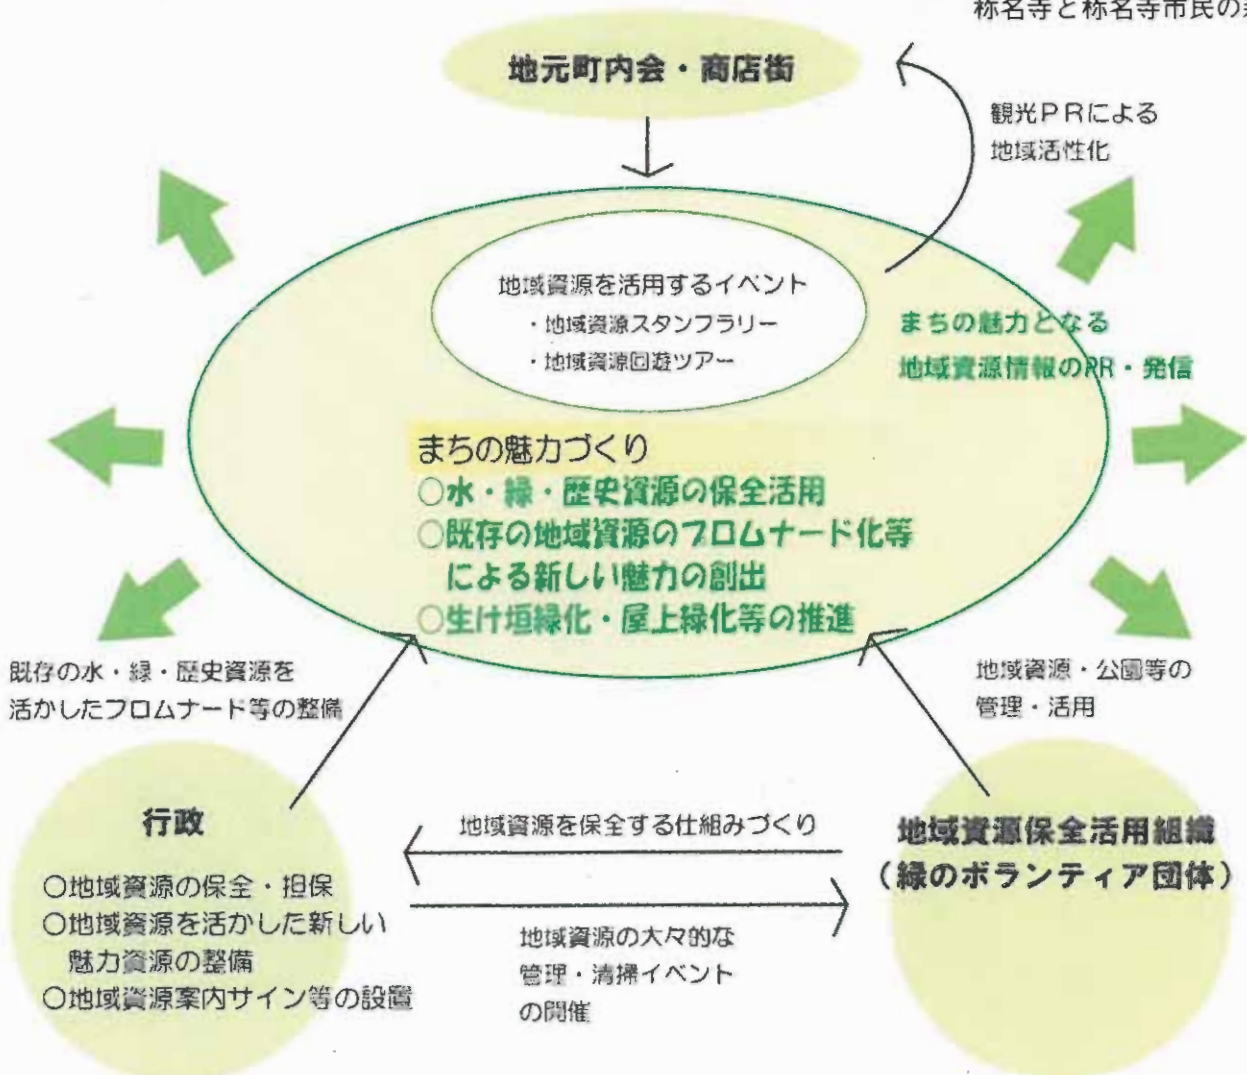 称名寺と称名寺市民の
地元町内会・商店街
観光ＰＲによる
地域活性化
地域資源を活用するイベント
・地域資源スタンプラリー
・地域資源回遊ツアー
まちの魅力となる
地域資源情報のPR・発信
まちの魅力づくり
○水・緑・歴史資源の保全活用
○既存の地域資源のプロムナード化等
による新しい魅力の創出
○生け垣緑化・屋上緑化等の推進
既存の水・緑・歴史資源を
活かしたプロムナード等の整備
地域資源・公園等の
管理・活用
行政
○地域資源の保全・担保
○地域資源を活かした新しい
魅力資源の整備
○地域資源案内サイン等の設置
地域資源を保全する仕組みづくり
地域資源の大々的な
管理・清掃イベント
の開催
地域資源保全活用組織
（緑のボランティア団体）